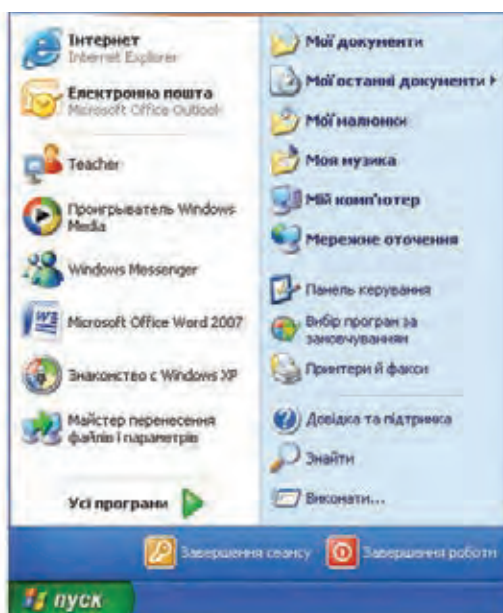 Інтернет
Internet Explorer
Електронна пошта
Microsoft Office Outlook
Teacher
Проигрыватель Windows
Media
Windows Messenger
Microsoft Office Word 2007
Знакомство с Windows XP
Майстер перенесення
файлів і параметрів
Усі програми
Мої документи
Мої останні документи
Мої малюнки
Моя музика
Мій комп'ютер
Мережне оточення
Панель керування
Вибір програм за
замовчуванням
Принтери й факси
Довідка та підтримка
Знайти
Виконати...
Завершення сеансу
Завершення роботи
пуск